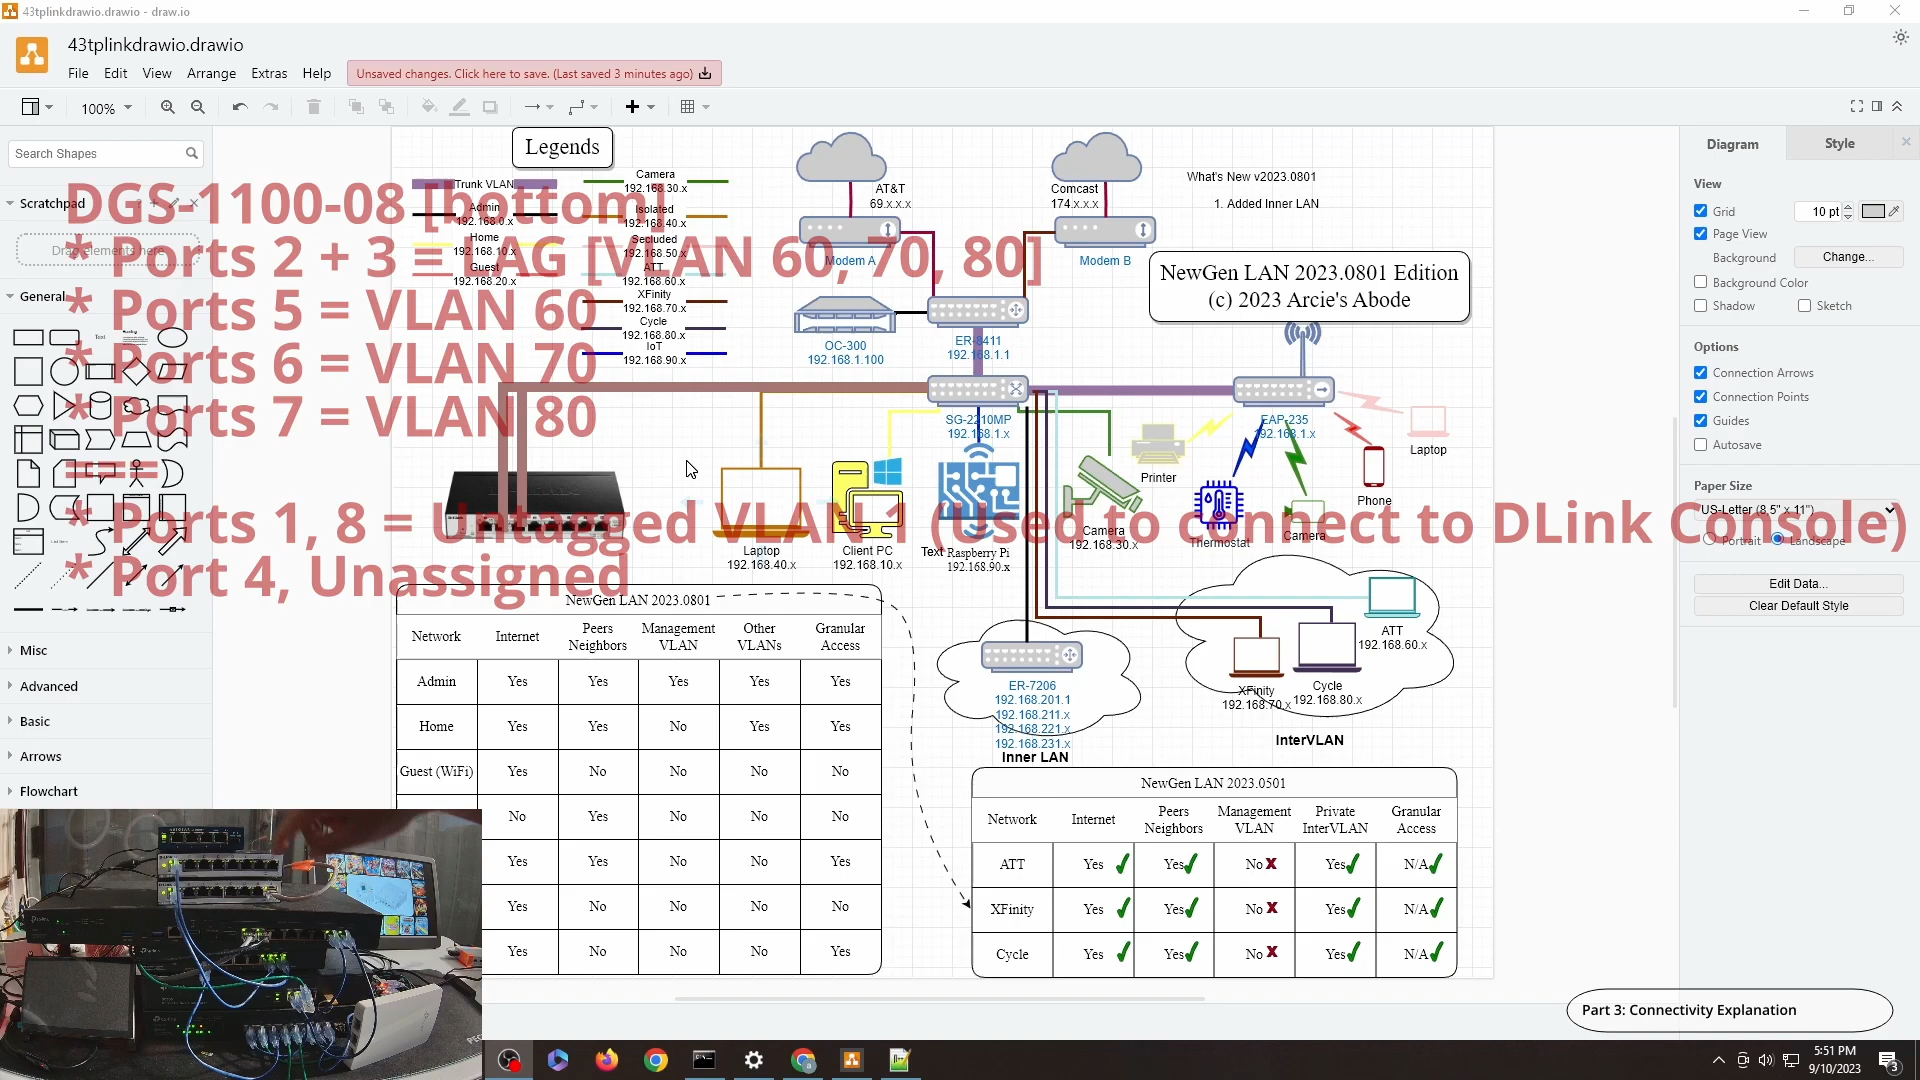 43tplinkdrawio.drawio - draw.io
43tplinkdrawio.drawio
File Edit View Arrange Extras Help
Unsaved changes. Click here to save. (Last saved 3 minutes ago)
100%
Search Shapes
Scratchpad
Drag elements here
General
Misc
Advanced
Basic
Arrows
Flowchart
DGS-1100-08 [bottom]
* Ports 2 + 3 = LAG [VLAN 60, 70, 80]
* Ports 5 = VLAN 60
* Ports 6 = VLAN 70
* Ports 7 = VLAN 80
===
* Ports 1, 8 = Untagged VLAN 1 (Used to connect to DLink Console)
* Port 4, Unassigned
Legends
Trunk VLAN
Admin
192.168.0.x
Home
192.168.10.x
Guest
192.168.20.x
Camera
192.168.30.x
Isolated
192.168.40.x
Secluded
192.168.50.x
ATT
192.168.60.x
XFinity
192.168.70.x
Cycle
192.168.80.x
IoT
192.168.90.x
AT&T
69.x.x.x
Modem A
Comcast
174.x.x.x
Modem B
What's New v2023.0801
1. Added Inner LAN
NewGen LAN 2023.0801 Edition
(c) 2023 Arcie's Abode
OC-300
192.168.1.100
ER-8411
192.168.1.1
SG-2210MP
192.168.1.x
EAP-235
192.168.1.x
Laptop
192.168.40.x
Client PC
192.168.10.x
Text
Raspberry Pi
192.168.90.x
Camera
192.168.30.x
Printer
Thermostat
Camera
Phone
Laptop
ER-7206
192.168.201.1
192.168.211.x
192.168.221.x
192.168.231.x
Inner LAN
XFinity
192.168.70.x
Cycle
192.168.80.x
ATT
192.168.60.x
InterVLAN
NewGen LAN 2023.0801
Network Internet Peers Neighbors Management VLAN Other VLANs Granular Access
Admin Yes Yes Yes Yes Yes
Home Yes Yes No Yes Yes
Guest (WiFi) Yes No No No No
No Yes No No No
Yes Yes No No Yes
Yes No No No No
Yes No No No Yes
NewGen LAN 2023.0501
Network Internet Peers Neighbors Management VLAN Private InterVLAN Granular Access
ATT Yes Yes No X Yes N/A
XFinity Yes Yes No X Yes N/A
Cycle Yes Yes No X Yes N/A
Diagram Style
View
Grid 10 pt
Page View
Background Change...
Background Color
Shadow Sketch
Options
Connection Arrows
Connection Points
Guides
Autosave
Paper Size
US-Letter (8,5" x 11")
Portrait Landscape
Edit Data...
Clear Default Style
Part 3: Connectivity Explanation
5:51 PM
9/10/2023
3